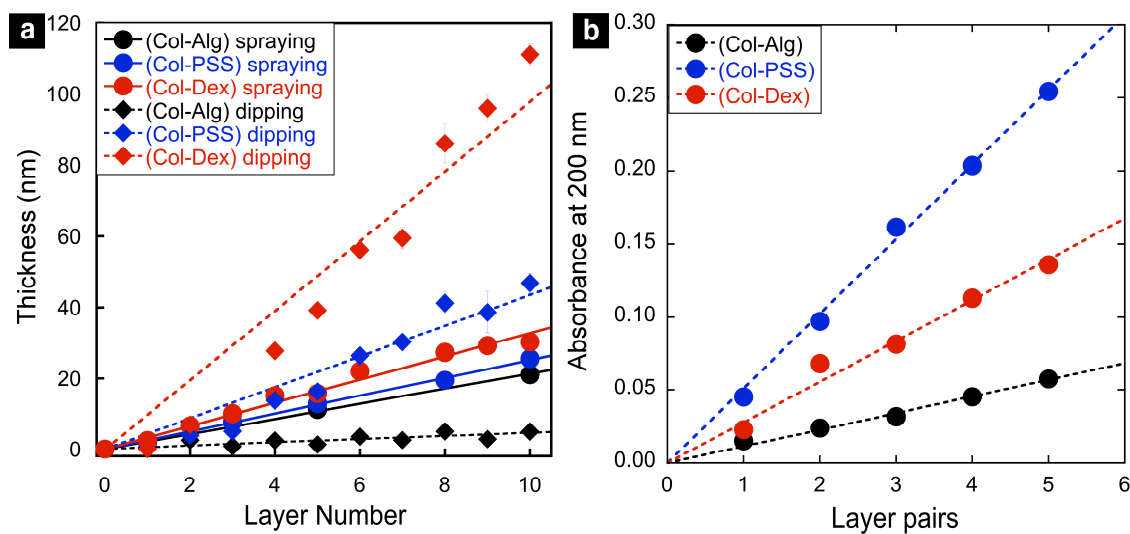 a
120
100
80
60
40
20
0
Thickness (nm)
(Col-Alg) spraying
(Col-PSS) spraying
(Col-Dex) spraying
(Col-Alg) dipping
(Col-PSS) dipping
(Col-Dex) dipping
0 2 4 6 8 10
Layer Number
b
0.30
0.25
0.20
0.15
0.10
0.05
0.00
Absorbance at 200 nm
(Col-Alg)
(Col-PSS)
(Col-Dex)
0 1 2 3 4 5 6
Layer pairs